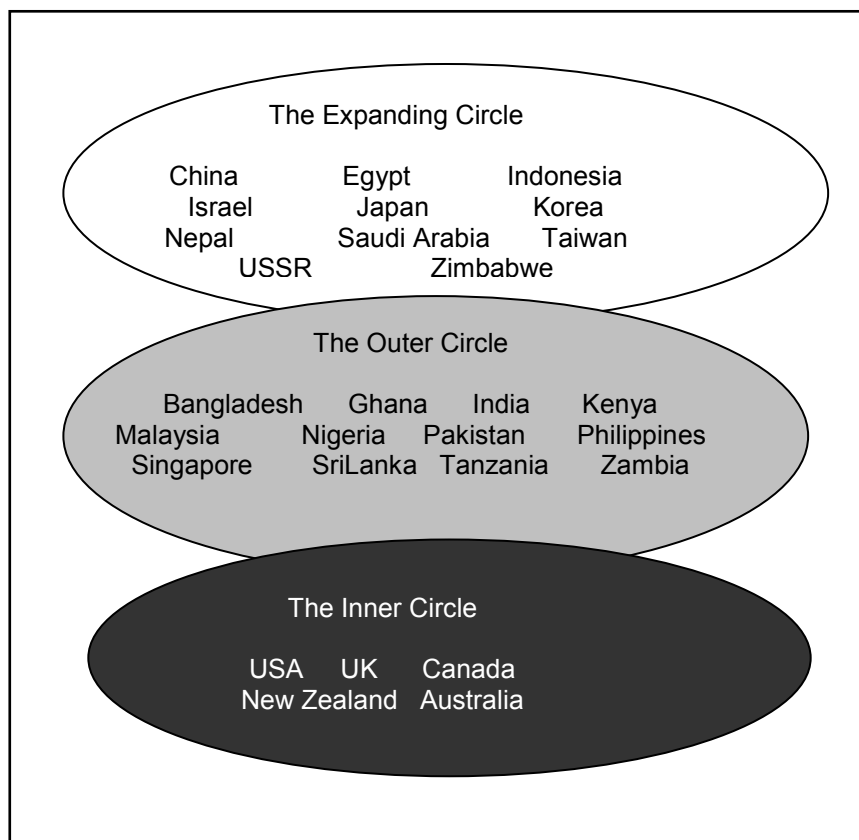 The Expanding Circle
China Egypt Indonesia
Israel Japan Korea
Nepal Saudi Arabia Taiwan
USSR Zimbabwe
The Outer Circle
Bangladesh Ghana India Kenya
Malaysia Nigeria Pakistan Philippines
Singapore SriLanka Tanzania Zambia
The Inner Circle
USA UK Canada
New Zealand Australia